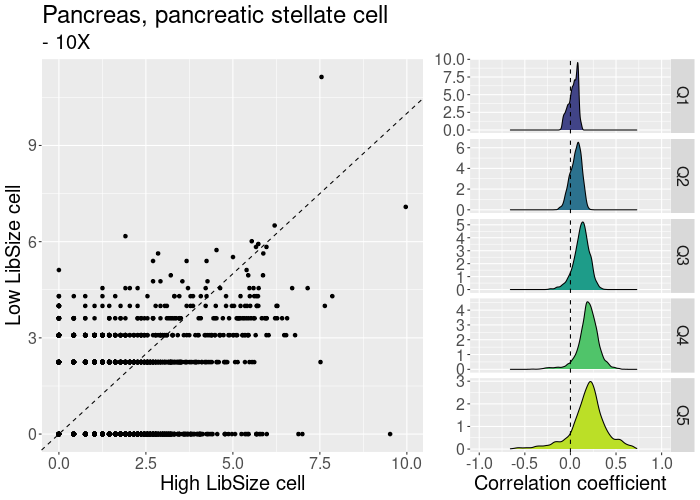 Pancreas, pancreatic stellate cell
- 10X
Low LibSize cell
9
6
3
0
0.0 2.5 5.0 7.5 10.0
High LibSize cell
10.0
7.5
5.0
2.5
0.0
Q1
6
4
2
0
Q2
5
4
3
2
1
0
Q3
4
3
2
1
0
Q4
3
2
1
0
Q5
-1.0 -0.5 0.0 0.5 1.0
Correlation coefficient